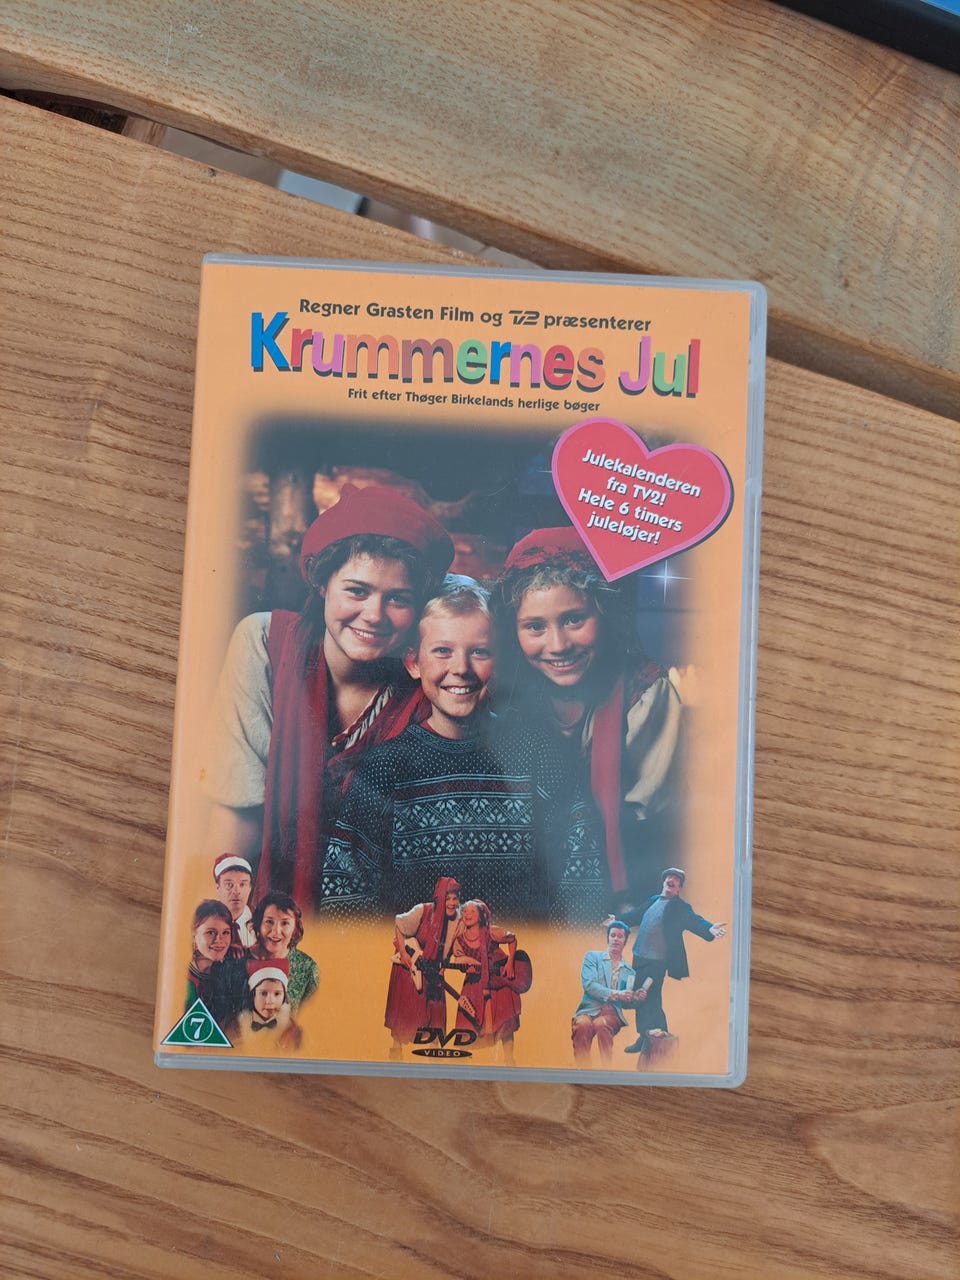 Regner Grasten Film og TV2 præsenterer
Krummernes Jul
Frit efter Thøger Birkelands herlige bøger
Julekalenderen
fra TV2!
Hele 6 timers
juleløjer!
7
DVD
VIDEO